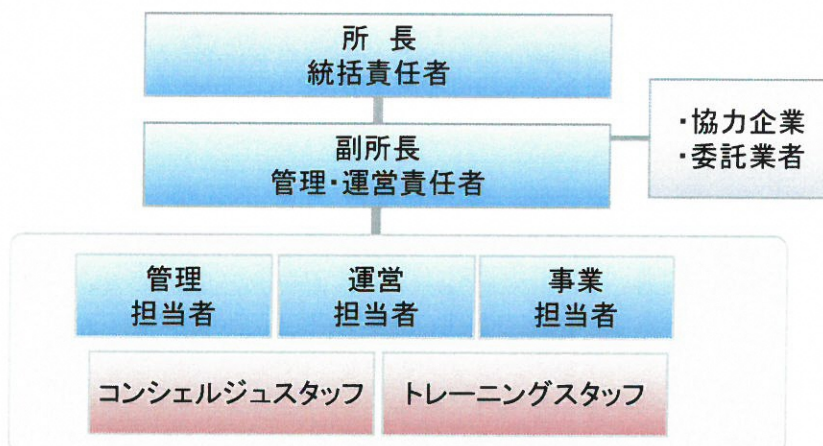 所 長
統括責任者
副所長
管理・運営責任者
・協力企業
・委託業者
管理
担当者
運営
担当者
事業
担当者
コンシェルジュスタッフ
トレーニングスタッフ